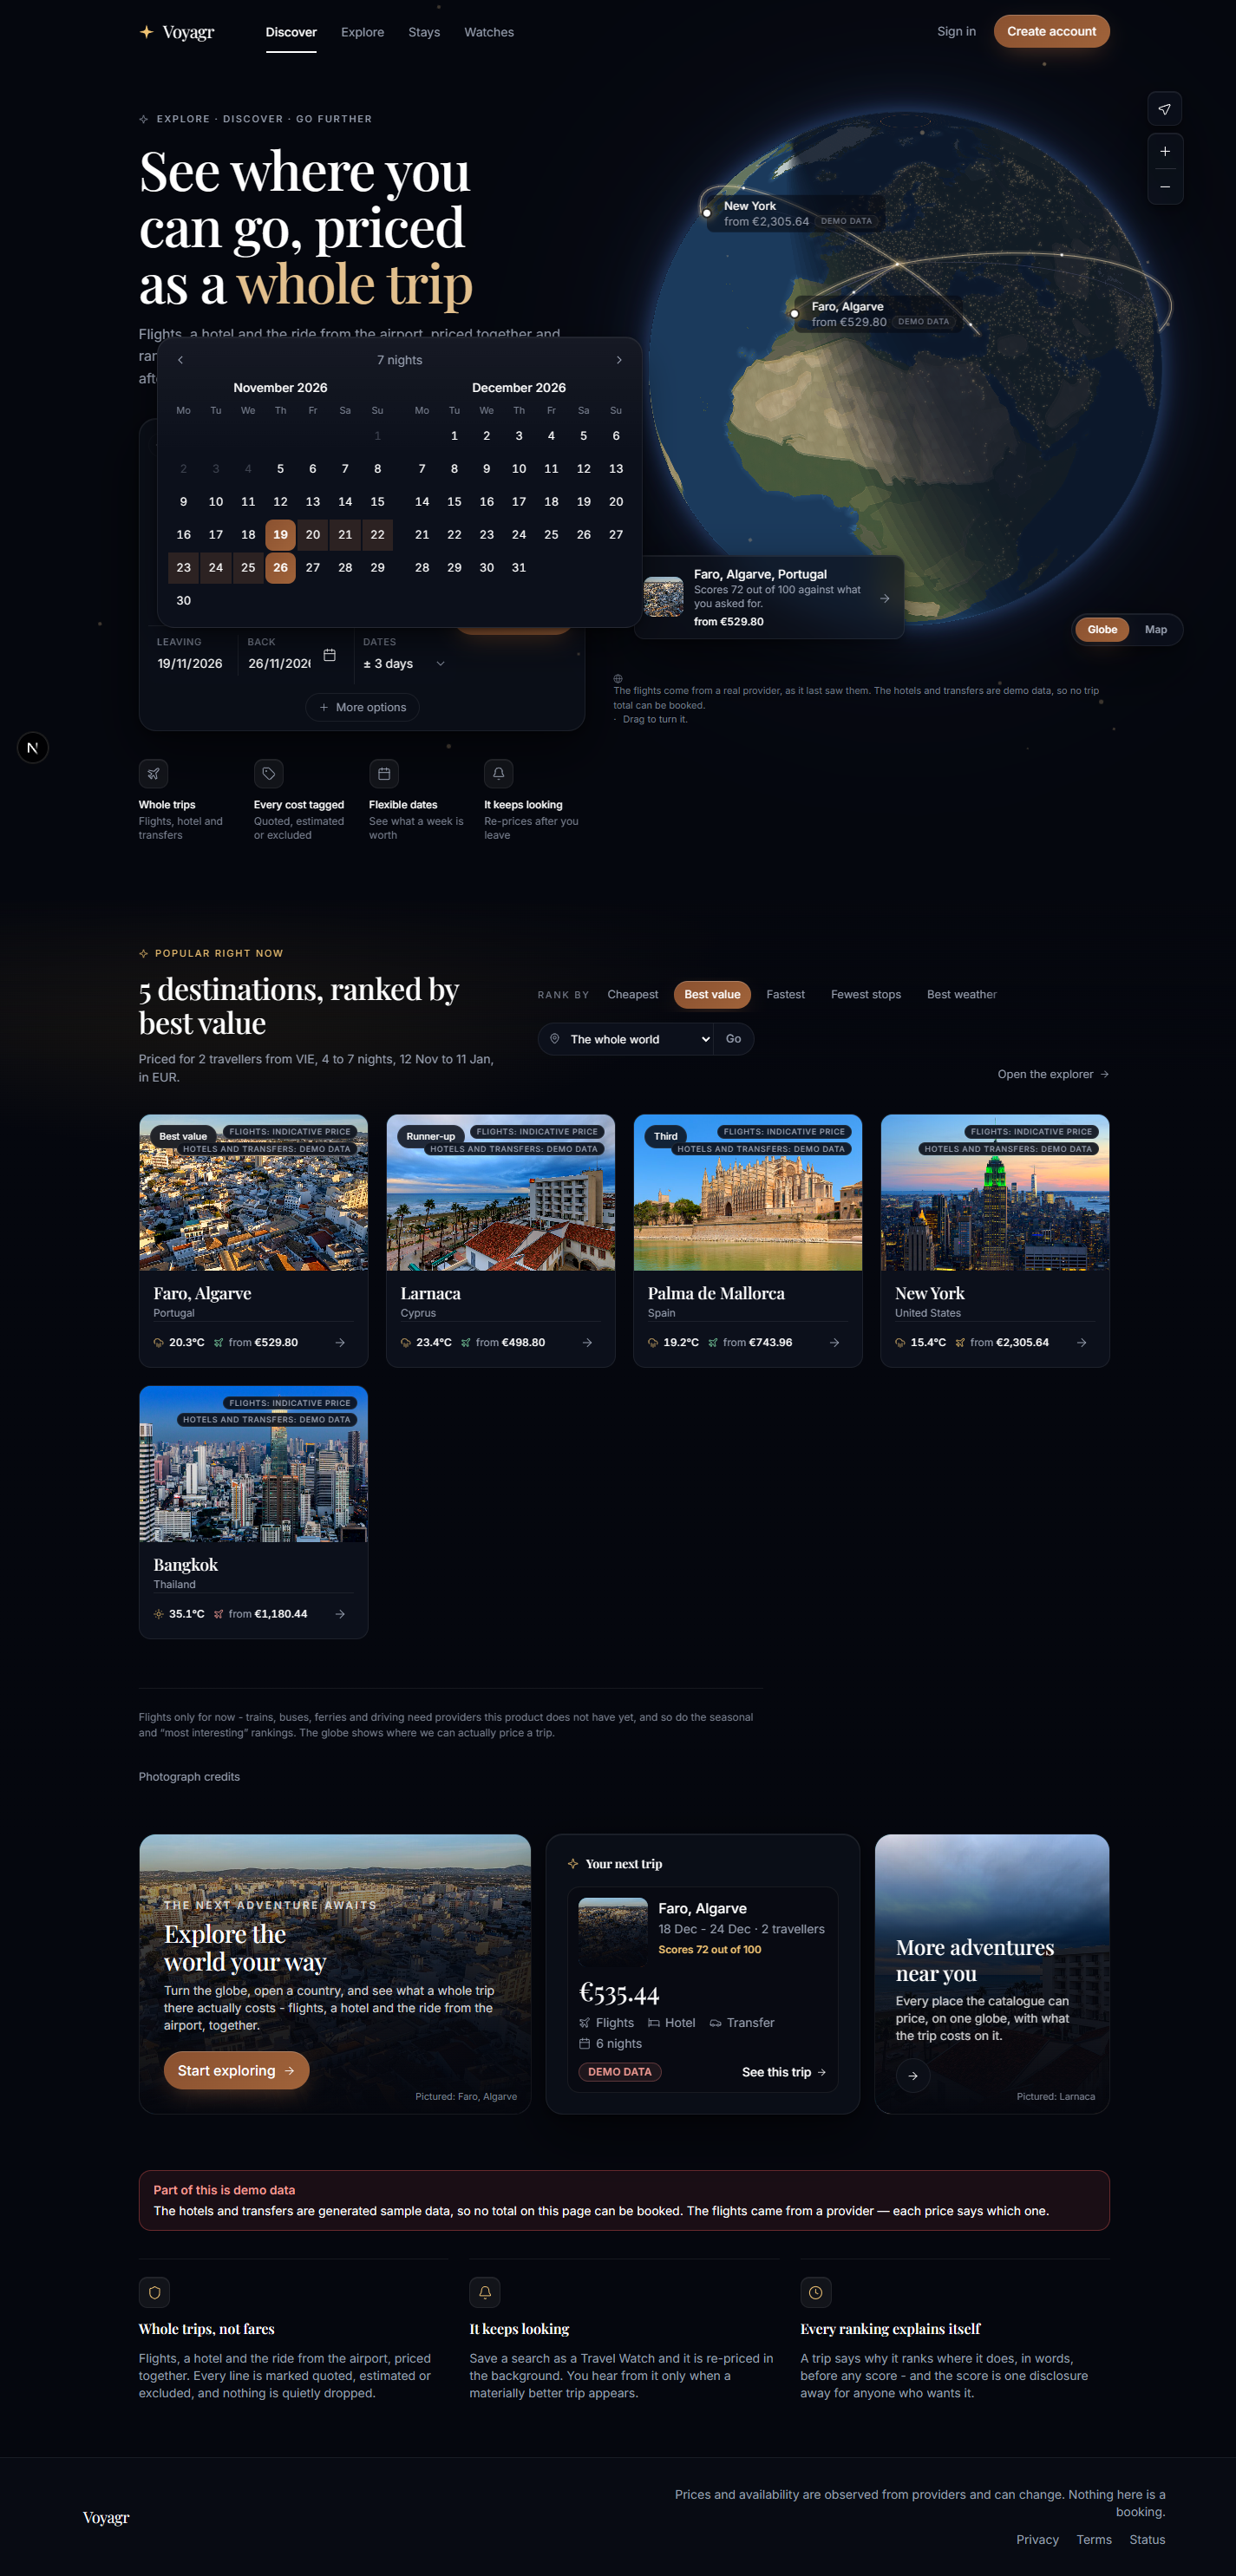 Voyagr
Discover
Explore
Stays
Watches
Sign in
Create account
EXPLORE · DISCOVER · GO FURTHER
See where you
can go, priced
as a whole trip
Flights, a hotel and the ride from the airport, priced together and
New York
from €2,305.64 DEMO DATA
Faro, Algarve
from €529.80 DEMO DATA
7 nights
November 2026
December 2026
Mo Tu We Th Fr Sa Su
1
2 3 4 5 6 7 8
9 10 11 12 13 14 15
16 17 18 19 20 21 22
23 24 25 26 27 28 29
30
Mo Tu We Th Fr Sa Su
1 2 3 4 5 6
7 8 9 10 11 12 13
14 15 16 17 18 19 20
21 22 23 24 25 26 27
28 29 30 31
LEAVING
19/11/2026
BACK
26/11/2026
DATES
± 3 days
+ More options
Faro, Algarve, Portugal
Scores 72 out of 100 against what
you asked for.
from €529.80
Globe
Map
The flights come from a real provider, as it last saw them. The hotels and transfers are demo data, so no trip
total can be booked.
· Drag to turn it.
N
Whole trips
Flights, hotel and
transfers
Every cost tagged
Quoted, estimated
or excluded
Flexible dates
See what a week is
worth
It keeps looking
Re-prices after you
leave
POPULAR RIGHT NOW
5 destinations, ranked by
best value
Priced for 2 travellers from VIE, 4 to 7 nights, 12 Nov to 11 Jan,
in EUR.
RANK BY
Cheapest
Best value
Fastest
Fewest stops
Best weather
The whole world
Go
Open the explorer
Best value
FLIGHTS: INDICATIVE PRICE
HOTELS AND TRANSFERS: DEMO DATA
Faro, Algarve
Portugal
20.3°C from €529.80
Runner-up
FLIGHTS: INDICATIVE PRICE
HOTELS AND TRANSFERS: DEMO DATA
Larnaca
Cyprus
23.4°C from €498.80
Third
FLIGHTS: INDICATIVE PRICE
HOTELS AND TRANSFERS: DEMO DATA
Palma de Mallorca
Spain
19.2°C from €743.96
FLIGHTS: INDICATIVE PRICE
HOTELS AND TRANSFERS: DEMO DATA
New York
United States
15.4°C from €2,305.64
FLIGHTS: INDICATIVE PRICE
HOTELS AND TRANSFERS: DEMO DATA
Bangkok
Thailand
35.1°C from €1,180.44
Flights only for now - trains, buses, ferries and driving need providers this product does not have yet, and so do the seasonal
and “most interesting” rankings. The globe shows where we can actually price a trip.
Photograph credits
THE NEXT ADVENTURE AWAITS
Explore the
world your way
Turn the globe, open a country, and see what a whole trip
there actually costs - flights, a hotel and the ride from the
airport, together.
Start exploring
Pictured: Faro, Algarve
Your next trip
Faro, Algarve
18 Dec - 24 Dec · 2 travellers
Scores 72 out of 100
€535.44
Flights
Hotel
Transfer
6 nights
DEMO DATA
See this trip
More adventures
near you
Every place the catalogue can
price, on one globe, with what
the trip costs on it.
Pictured: Larnaca
Part of this is demo data
The hotels and transfers are generated sample data, so no total on this page can be booked. The flights came from a provider — each price says which one.
Whole trips, not fares
Flights, a hotel and the ride from the airport, priced
together. Every line is marked quoted, estimated or
excluded, and nothing is quietly dropped.
It keeps looking
Save a search as a Travel Watch and it is re-priced in
the background. You hear from it only when a
materially better trip appears.
Every ranking explains itself
A trip says why it ranks where it does, in words,
before any score - and the score is one disclosure
away for anyone who wants it.
Voyagr
Prices and availability are observed from providers and can change. Nothing here is a
booking.
Privacy
Terms
Status